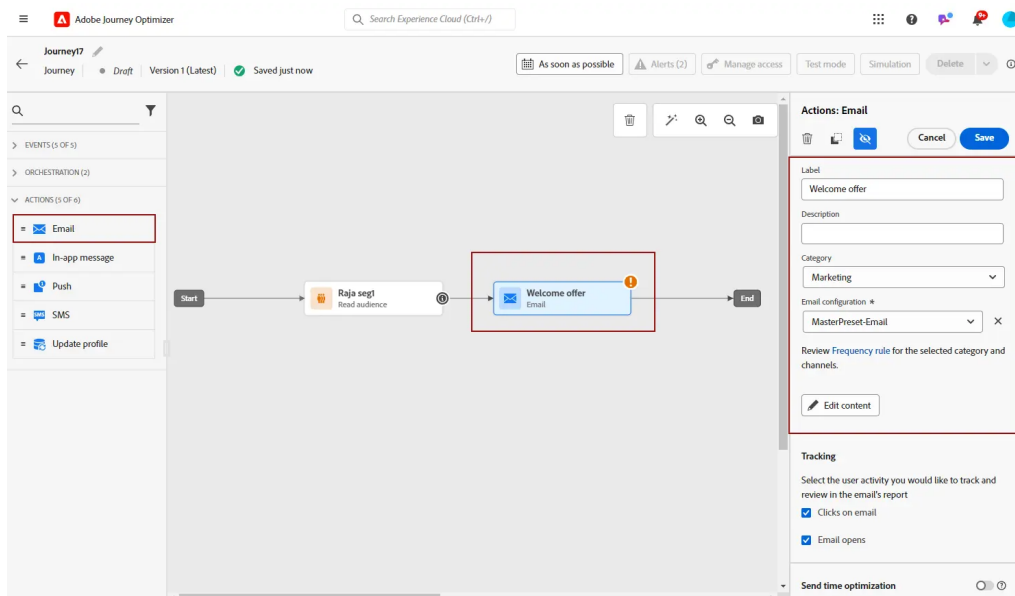 Adobe Journey Optimizer
Search Experience Cloud (Ctrl+/)
9+
Journey17
Journey
Draft
Version 1 (Latest)
Saved just now
As soon as possible
Alerts (2)
Manage access
Test mode
Simulation
Delete
EVENTS (5 OF 5)
ORCHESTRATION (2)
ACTIONS (5 OF 6)
Email
In-app message
Push
SMS
Update profile
Start
Raja seg1
Read audience
Welcome offer
Email
End
Actions: Email
Cancel
Save
Label
Welcome offer
Description
Category
Marketing
Email configuration *
MasterPreset-Email
Review Frequency rule for the selected category and
channels.
Edit content
Tracking
Select the user activity you would like to track and
review in the email's report
Clicks on email
Email opens
Send time optimization